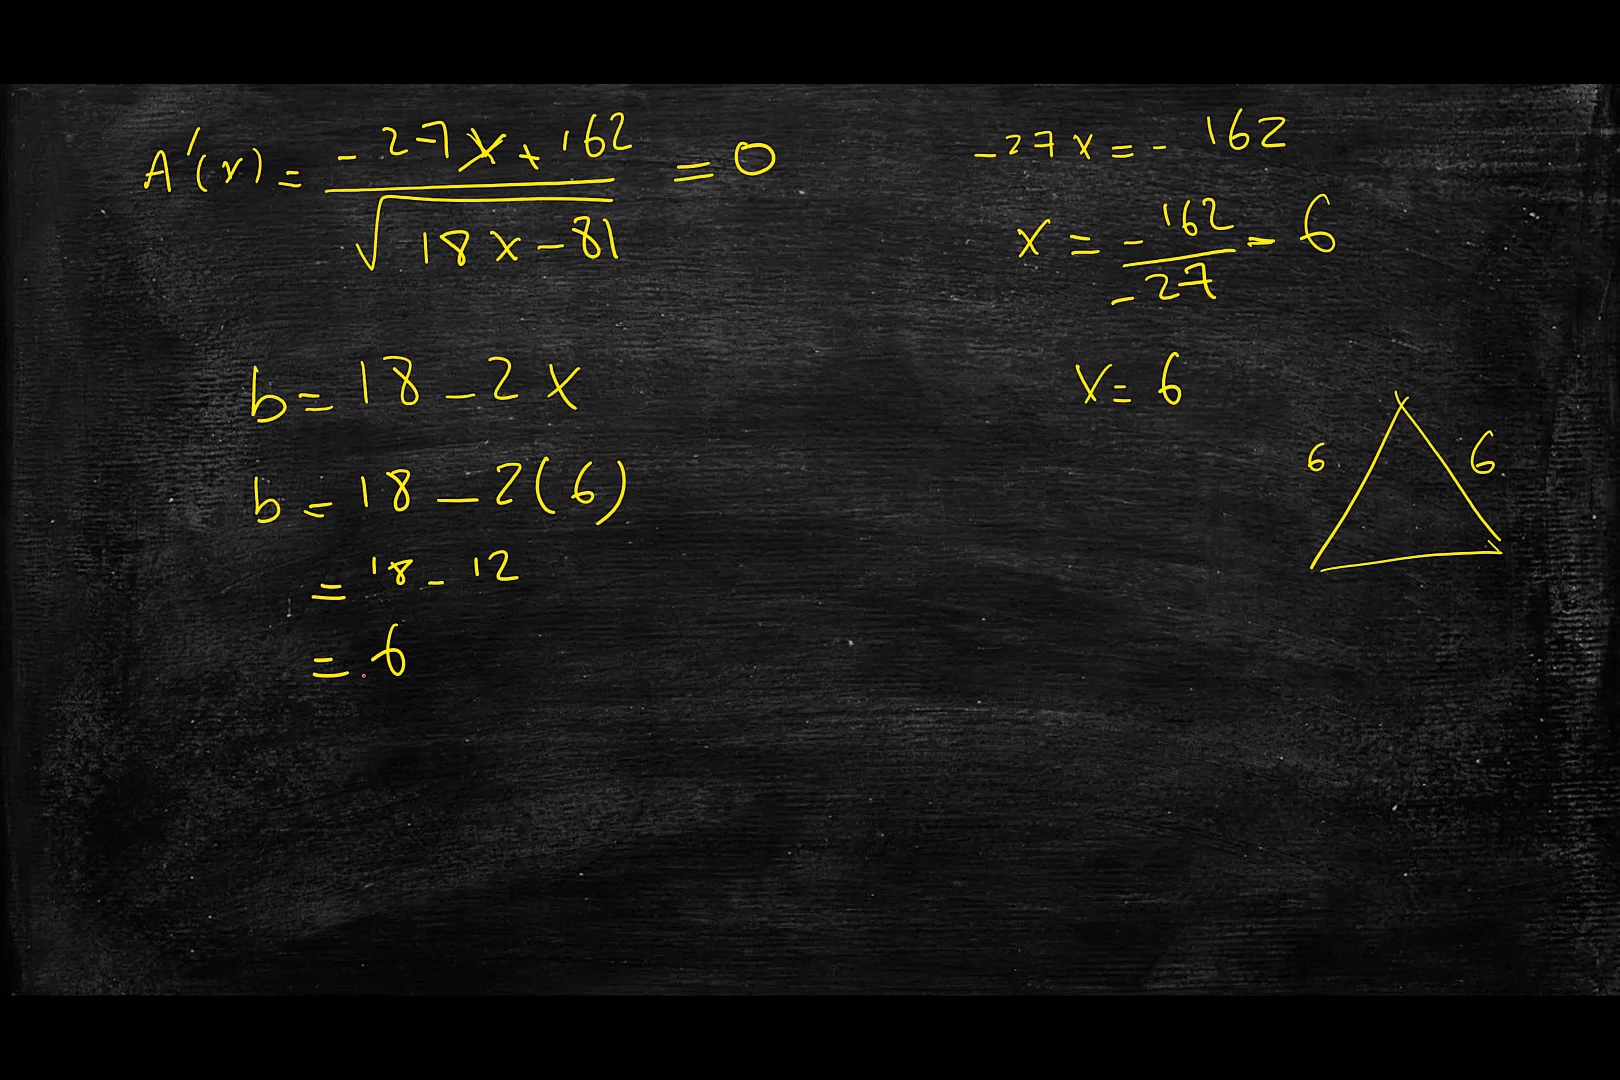 A'(x) = (-27x + 162) / √(18x - 81) = 0
-27x = - 162
x = -162 / -27 = 6
b = 18 - 2x
x = 6
6 6
b = 18 - 2(6)
= 18 - 12
= 6